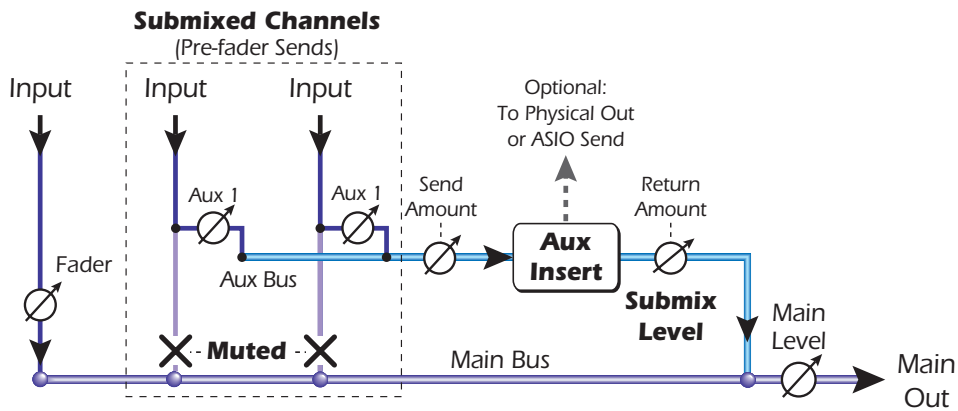 Submixed Channels
(Pre-fader Sends)
Input
Input
Input
Optional:
To Physical Out
or ASIO Send
Aux 1
Aux 1
Send
Amount
Return
Amount
Fader
Aux Bus
Aux
Insert
Submix
Level
Main
Level
Muted
Main Bus
Main
Out